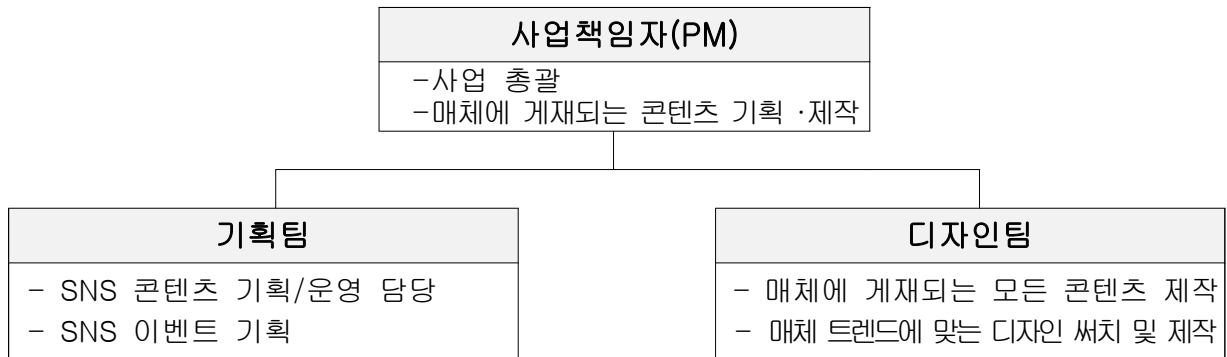 사업책임자(PM)
-사업 총괄
-매체에 게재되는 콘텐츠 기획 ·제작
기획팀
- SNS 콘텐츠 기획/운영 담당
- SNS 이벤트 기획
디자인팀
- 매체에 게재되는 모든 콘텐츠 제작
- 매체 트렌드에 맞는 디자인 써치 및 제작